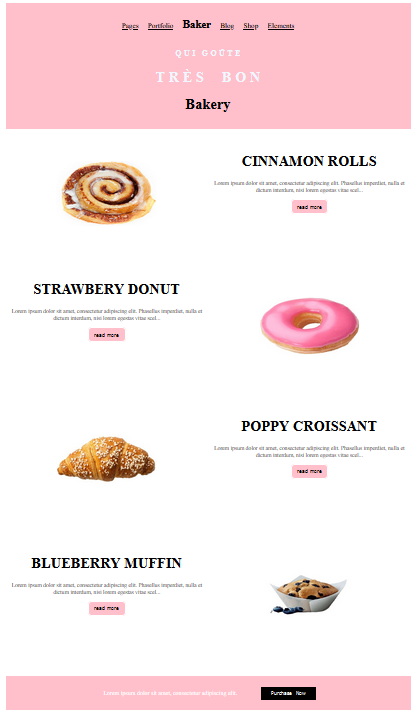 Pages Portfolio Baker Blog Shop Elements
QUI GOÛTE
TRÈS BON
Bakery
CINNAMON ROLLS
Lorem ipsum dolor sit amet, consectetur adipiscing elit. Phasellus imperdiet, nulla et
dictum interdum, nisi lorem egestas vitae scel...
read more
STRAWBERY DONUT
Lorem ipsum dolor sit amet, consectetur adipiscing elit. Phasellus imperdiet, nulla et
dictum interdum, nisi lorem egestas vitae scel...
read more
POPPY CROISSANT
Lorem ipsum dolor sit amet, consectetur adipiscing elit. Phasellus imperdiet, nulla et
dictum interdum, nisi lorem egestas vitae scel...
read more
BLUEBERRY MUFFIN
Lorem ipsum dolor sit amet, consectetur adipiscing elit. Phasellus imperdiet, nulla et
dictum interdum, nisi lorem egestas vitae scel...
read more
Lorem ipsum dolor sit amet, consectetur adipiscing elit. Purchase Now